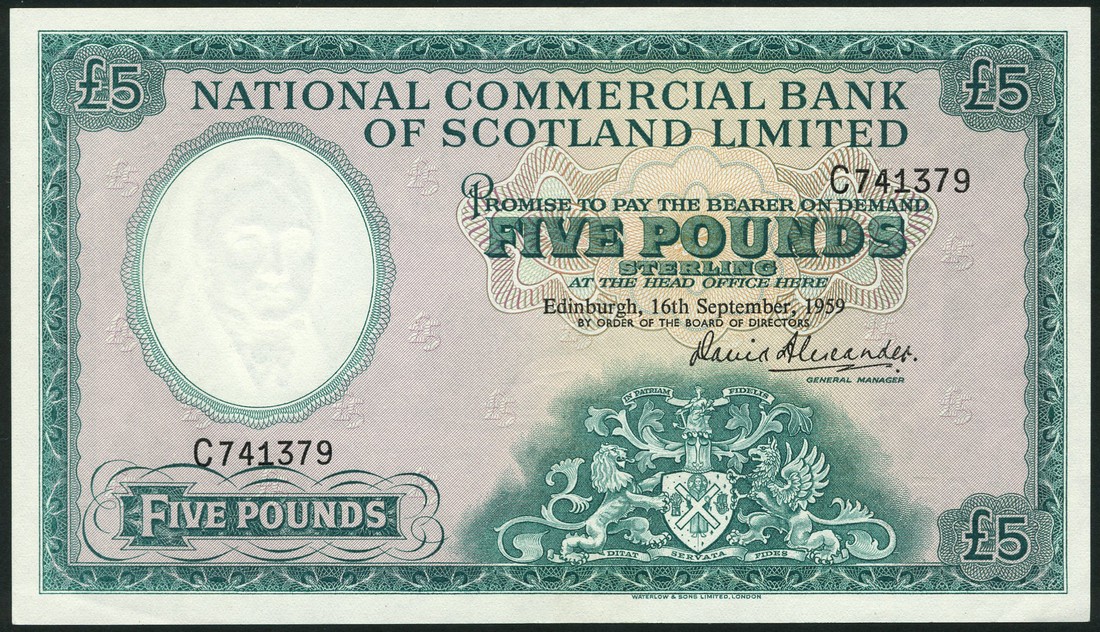 £5
£5
NATIONAL COMMERCIAL BANK
OF SCOTLAND LIMITED
C741379
PROMISE TO PAY THE BEARER ON DEMAND
FIVE POUNDS
STERLING
AT THE HEAD OFFICE HERE
Edinburgh, 16th September, 1959
BY ORDER OF THE BOARD OF DIRECTORS
David Alexander.
GENERAL MANAGER
IN PATRIAM FIDELIS
C741379
FIVE POUNDS
DITAT SERVATA FIDES
£5
WATERLOW & SONS LIMITED, LONDON